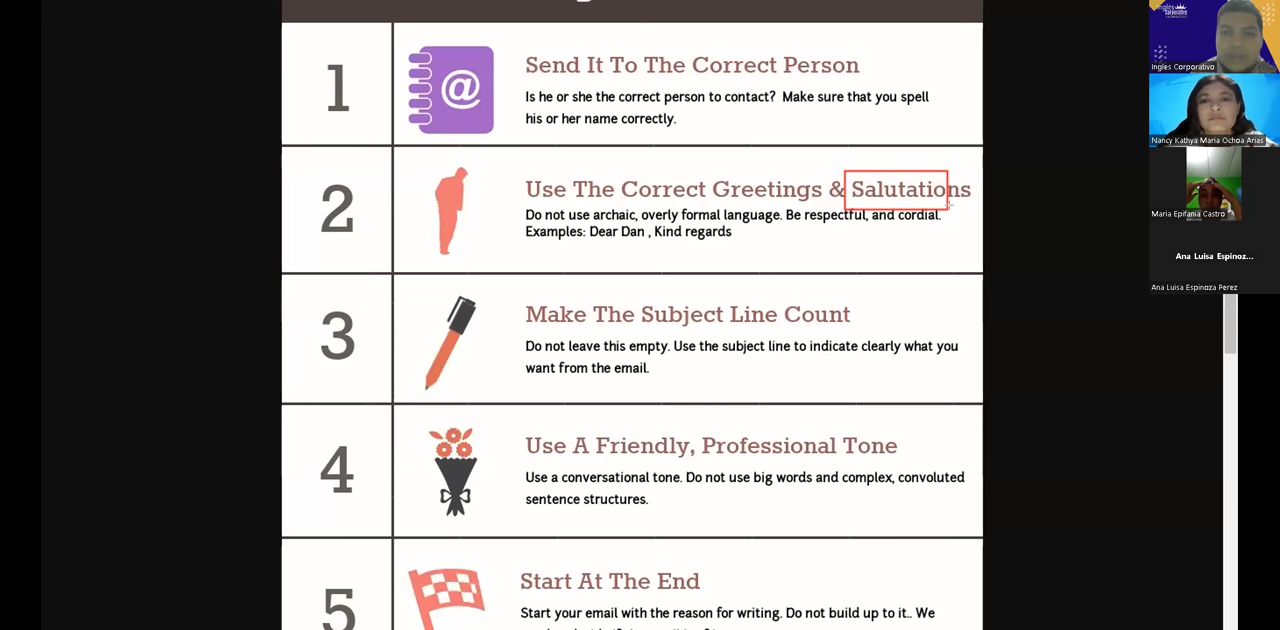 1
Send It To The Correct Person
Is he or she the correct person to contact? Make sure that you spell
his or her name correctly.
2
Use The Correct Greetings & Salutations
Do not use archaic, overly formal language. Be respectful, and cordial.
Examples: Dear Dan , Kind regards
3
Make The Subject Line Count
Do not leave this empty. Use the subject line to indicate clearly what you
want from the email.
4
Use A Friendly, Professional Tone
Use a conversational tone. Do not use big words and complex, convoluted
sentence structures.
5
Start At The End
Start your email with the reason for writing. Do not build up to it.. We
Inglés Corporativo
Nancy Kathya Maria Ochoa Arias
Maria Epifania Castro
Ana Luisa Espinoz...
Ana Luisa Espinoza Perez